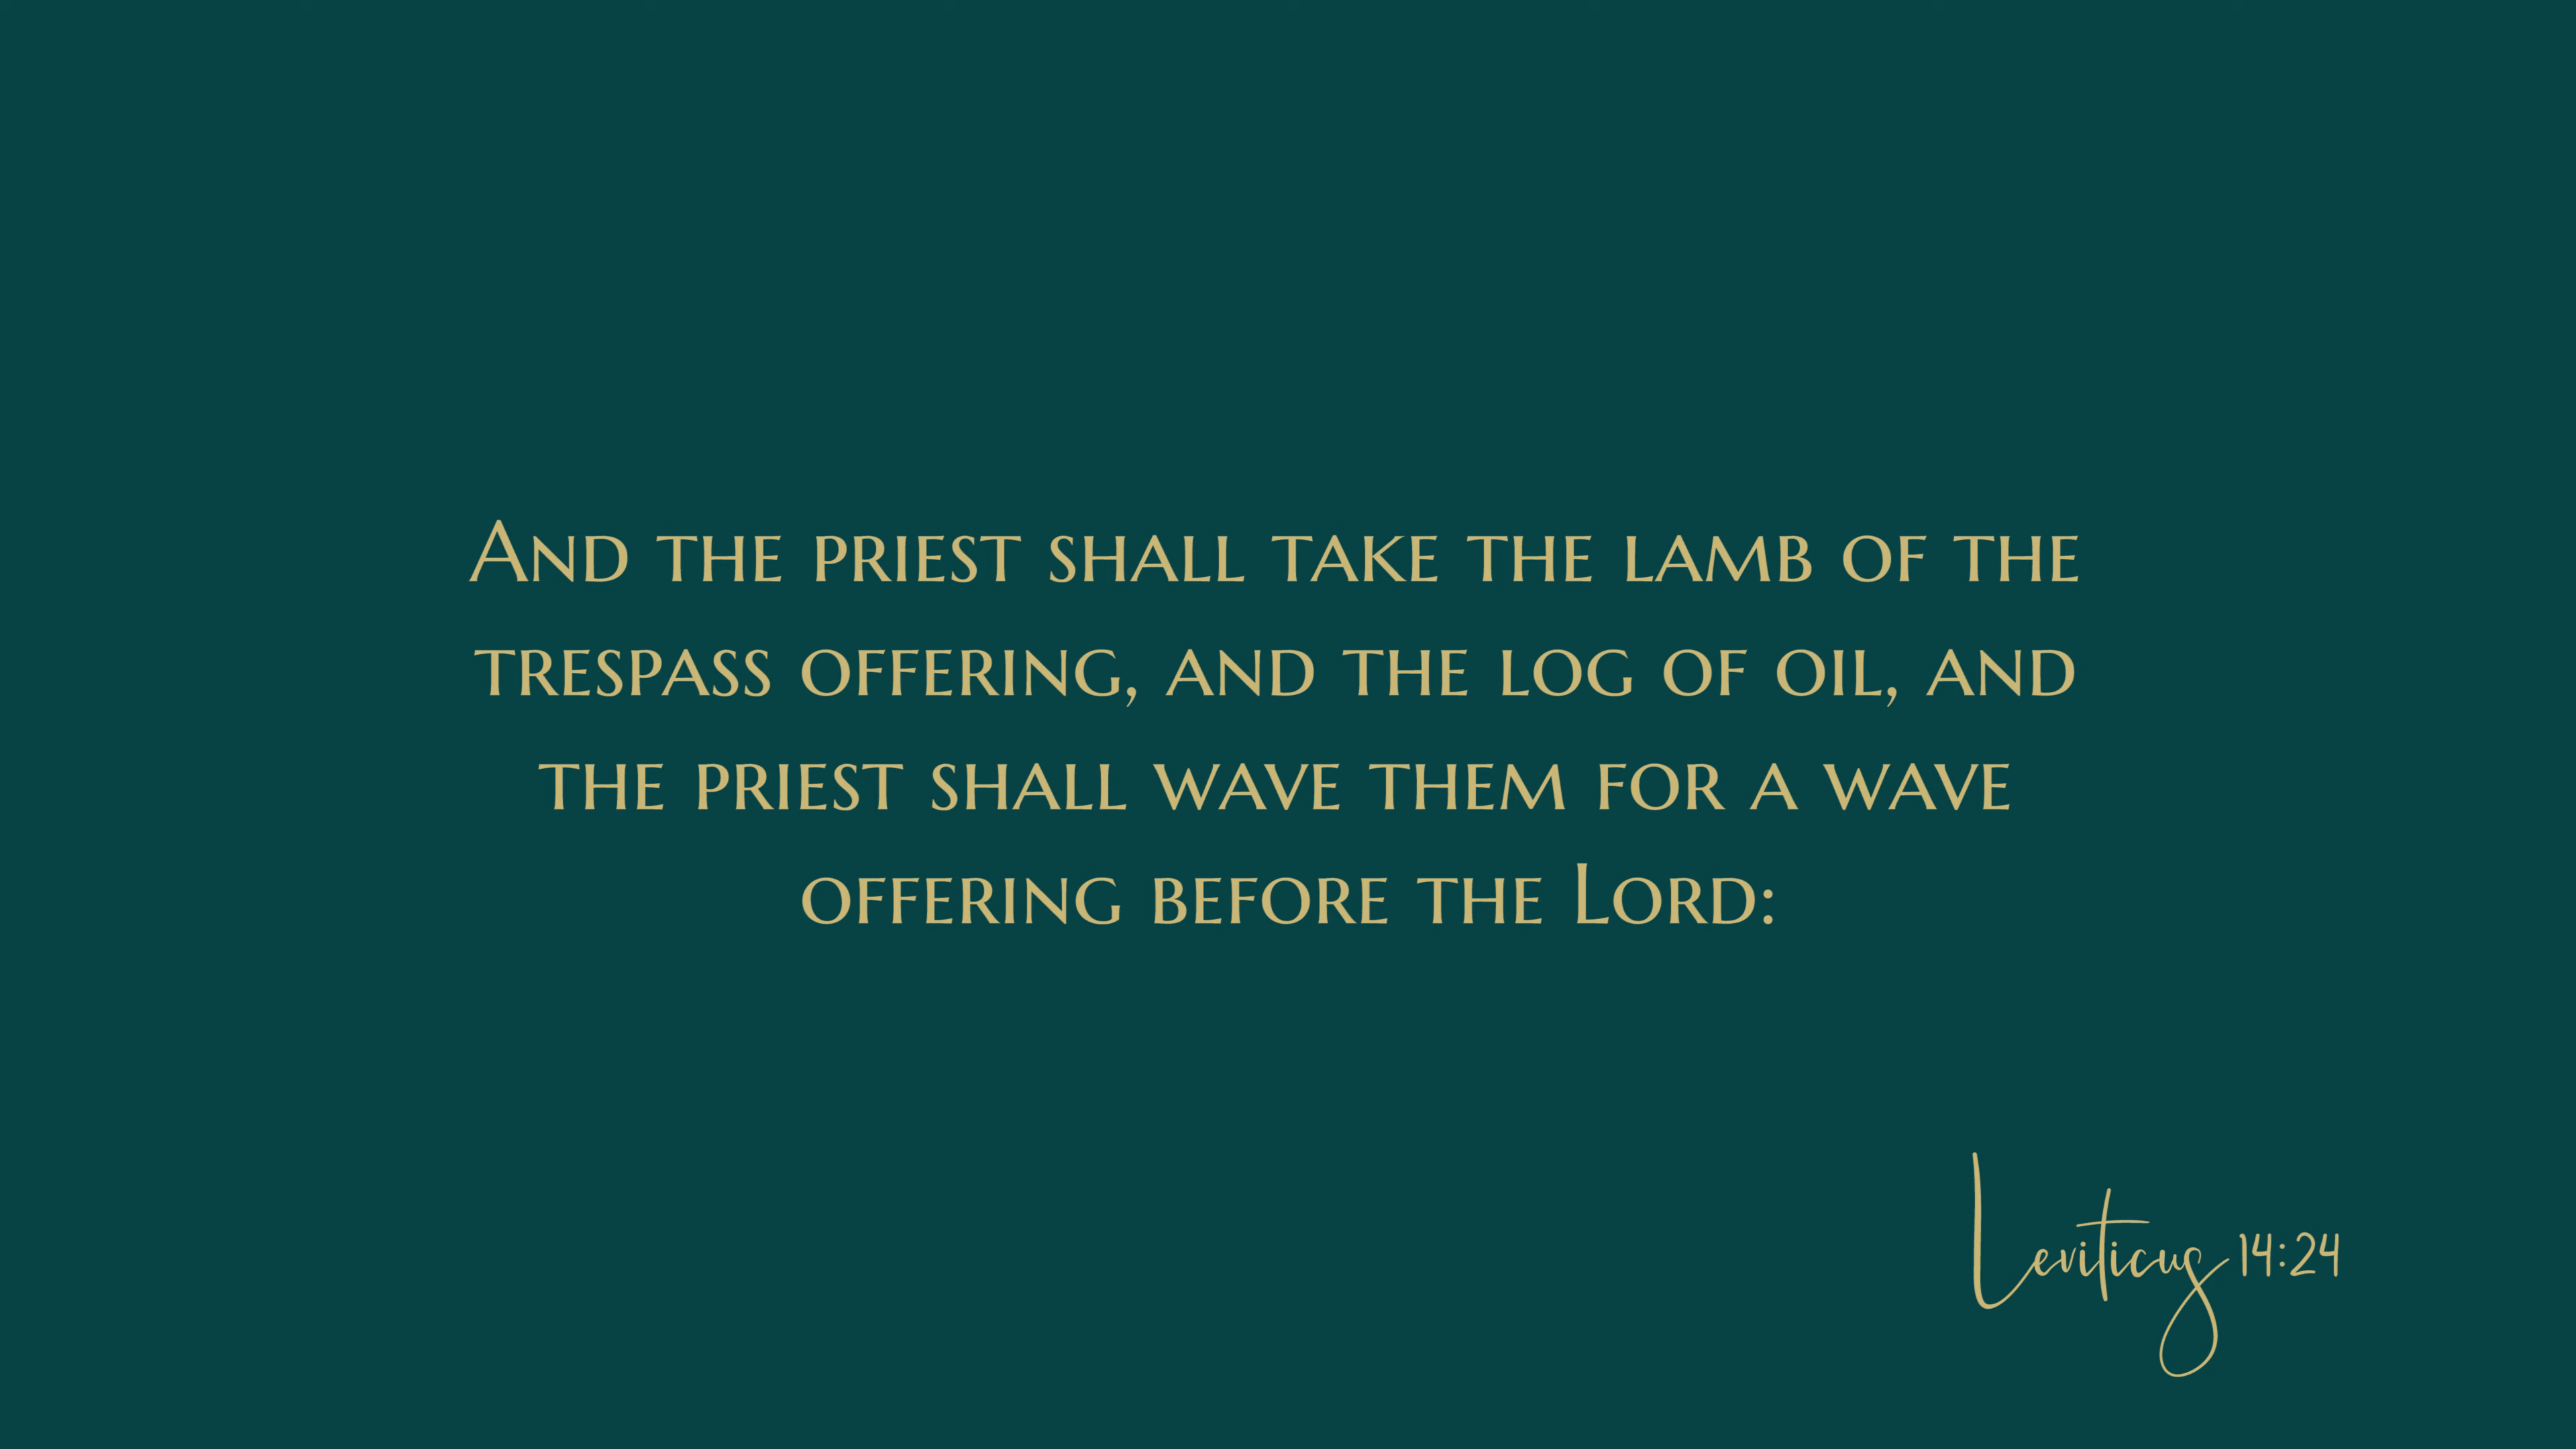 And the priest shall take the lamb of the
trespass offering, and the log of oil, and
the priest shall wave them for a wave
offering before the Lord:
Leviticus 14:24